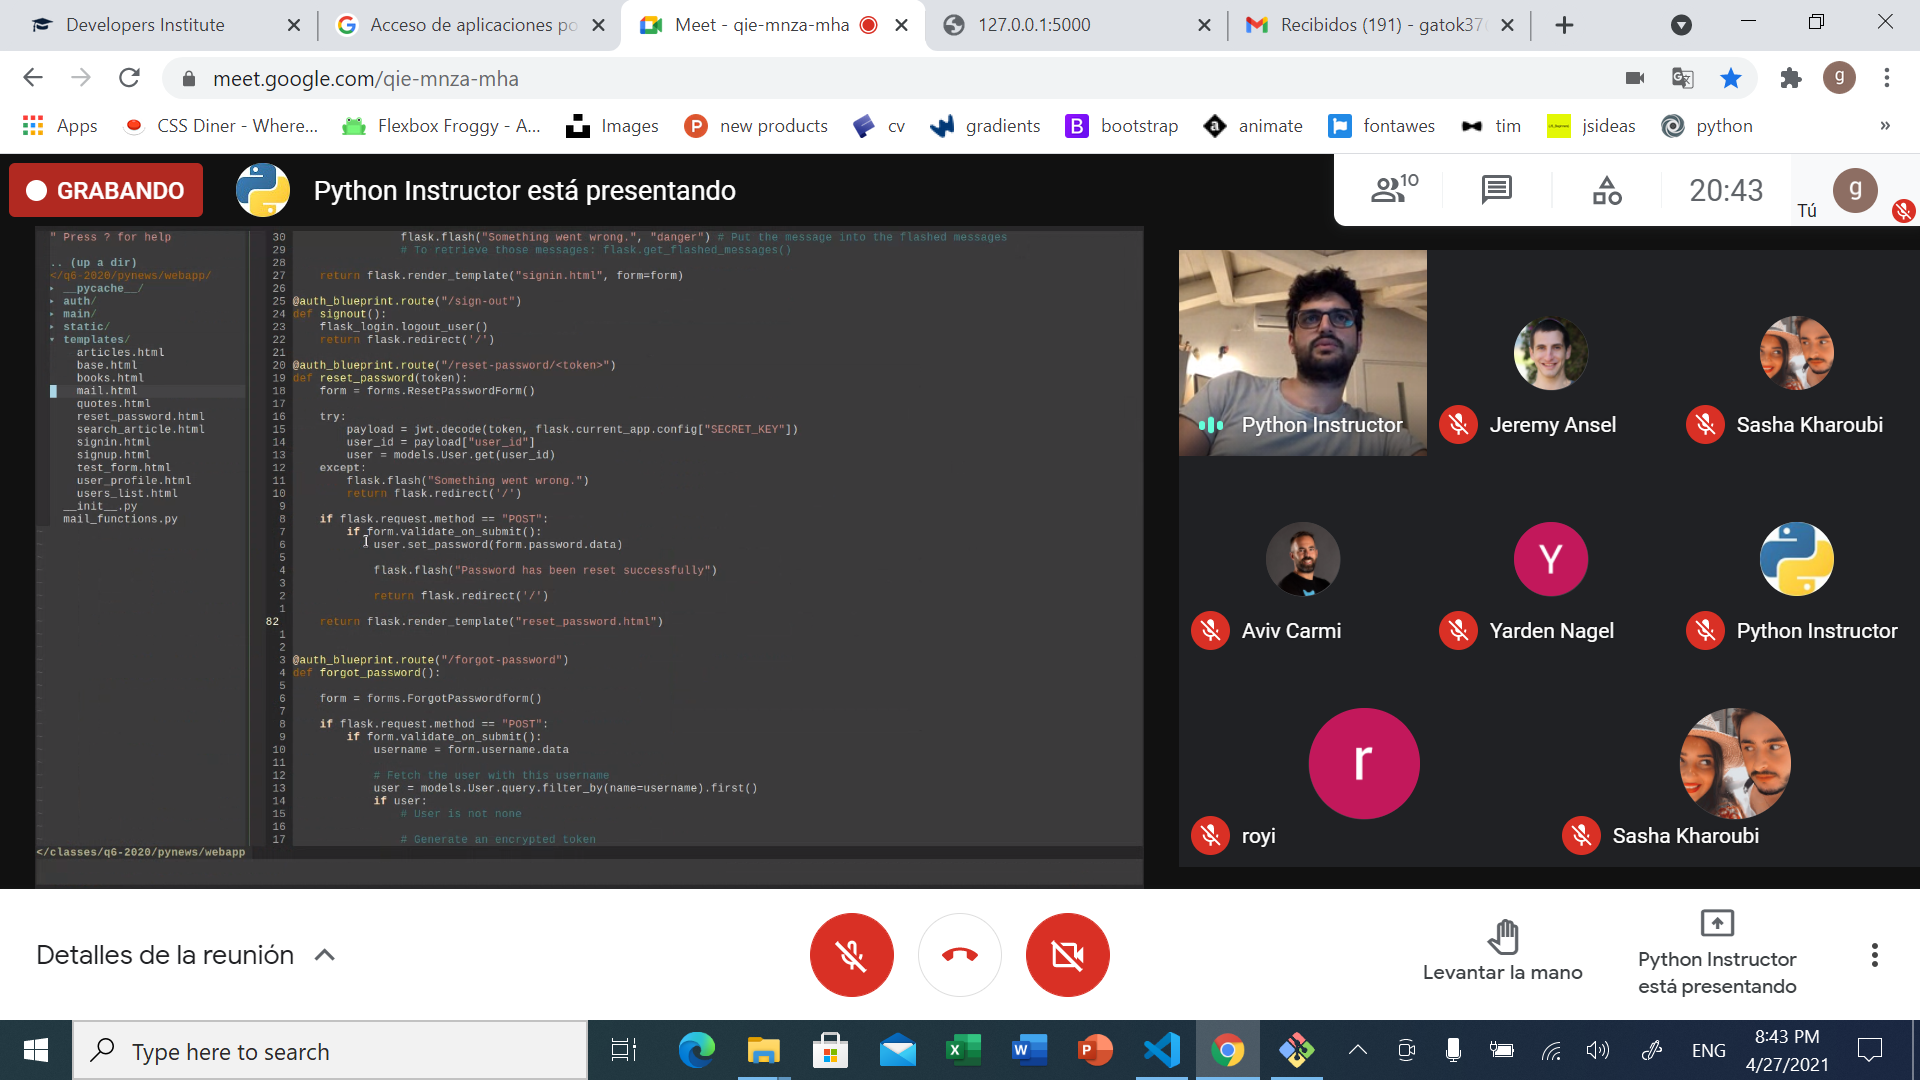 Developers Institute
Acceso de aplicaciones po
Meet - qie-mnza-mha
127.0.0.1:5000
Recibidos (191) - gatok37
meet.google.com/qie-mnza-mha
g
Apps
CSS Diner - Where...
Flexbox Froggy - A...
Images
new products
cv
gradients
bootstrap
animate
fontawes
tim
jsideas
python
»
GRABANDO
Python Instructor está presentando
10
20:43
Tú
g
" Press ? for help
.. (up a dir)
</q6-2020/pynews/webapp/
▸ __pycache__/
▸ auth/
▸ main/
▸ static/
▾ templates/
articles.html
base.html
books.html
mail.html
quotes.html
reset_password.html
search_article.html
signin.html
signup.html
test_form.html
user_profile.html
users_list.html
__init__.py
mail_functions.py
</classes/q6-2020/pynews/webapp
30 flask.flash("Something went wrong.", "danger") # Put the message into the flashed messages
29 # To retrieve those messages: flask.get_flashed_messages()
28
27 return flask.render_template("signin.html", form=form)
26
25 @auth_blueprint.route("/sign-out")
24 def signout():
23 flask_login.logout_user()
22 return flask.redirect('/')
21
20 @auth_blueprint.route("/reset-password/<token>")
19 def reset_password(token):
18 form = forms.ResetPasswordForm()
17
16 try:
15 payload = jwt.decode(token, flask.current_app.config["SECRET_KEY"])
14 user_id = payload["user_id"]
13 user = models.User.get(user_id)
12 except:
11 flask.flash("Something went wrong.")
10 return flask.redirect('/')
9
8 if flask.request.method == "POST":
7 if form.validate_on_submit():
6 user.set_password(form.password.data)
5
4 flask.flash("Password has been reset successfully")
3
2 return flask.redirect('/')
1
82 return flask.render_template("reset_password.html")
1
2
3 @auth_blueprint.route("/forgot-password")
4 def forgot_password():
5
6 form = forms.ForgotPasswordform()
7
8 if flask.request.method == "POST":
9 if form.validate_on_submit():
10 username = form.username.data
11
12 # Fetch the user with this username
13 user = models.User.query.filter_by(name=username).first()
14 if user:
15 # User is not none
16
17 # Generate an encrypted token
Python Instructor
Jeremy Ansel
Sasha Kharoubi
Y
Aviv Carmi
Yarden Nagel
Python Instructor
r
royi
Sasha Kharoubi
Detalles de la reunión
Levantar la mano
Python Instructor
está presentando
Type here to search
ENG
8:43 PM
4/27/2021